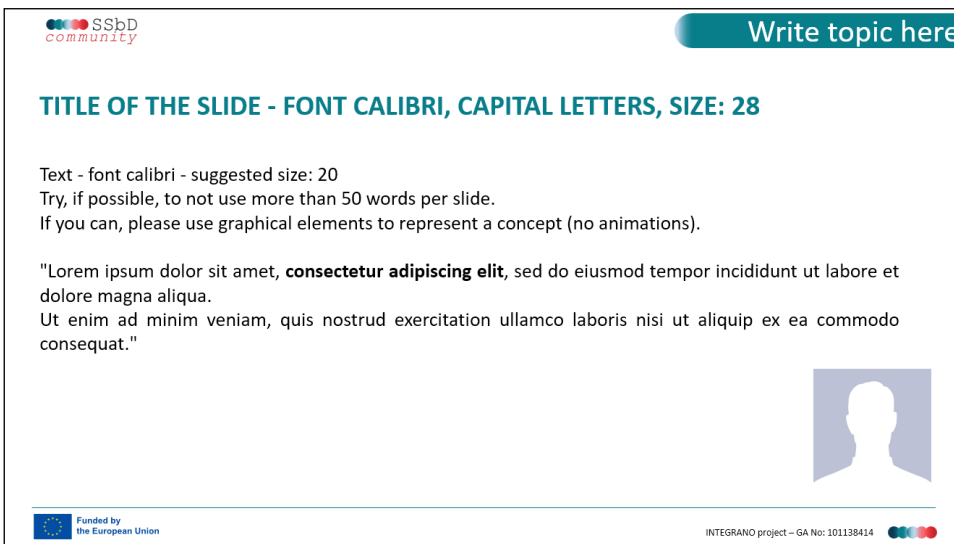 SSbD
community
Write topic here
TITLE OF THE SLIDE - FONT CALIBRI, CAPITAL LETTERS, SIZE: 28
Text - font calibri - suggested size: 20
Try, if possible, to not use more than 50 words per slide.
If you can, please use graphical elements to represent a concept (no animations).
"Lorem ipsum dolor sit amet, consectetur adipiscing elit, sed do eiusmod tempor incididunt ut labore et
dolore magna aliqua.
Ut enim ad minim veniam, quis nostrud exercitation ullamco laboris nisi ut aliquip ex ea commodo
consequat."
Funded by
the European Union
INTEGRANO project – GA No: 101138414